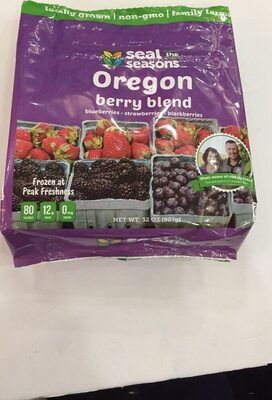 locally grown | non-gmo | family farms
seal the
seasons
Oregon
berry blend
blueberries - strawberries - blackberries
Frozen at
Peak Freshness
80 12g 0mg
NET WT. 32 OZ (907g)